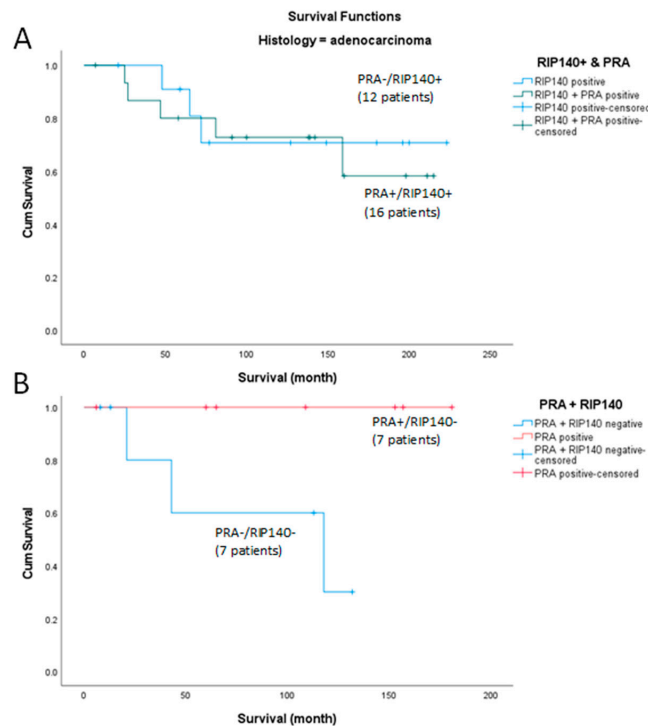 A
Survival Functions
Histology = adenocarcinoma
RIP140+ & PRA
RIP140 positive
RIP140 + PRA positive
RIP140 positive-censored
RIP140 + PRA positive-
censored
PRA-/RIP140+
(12 patients)
PRA+/RIP140+
(16 patients)
Cum Survival
1.0
0.8
0.6
0.4
0.2
0.0
0
50
100
150
200
250
Survival (month)
B
PRA + RIP140
PRA + RIP140 negative
PRA positive
PRA + RIP140 negative-
censored
PRA positive-censored
PRA+/RIP140-
(7 patients)
PRA-/RIP140-
(7 patients)
Cum Survival
1.0
0.8
0.6
0.4
0.2
0.0
0
50
100
150
200
Survival (month)